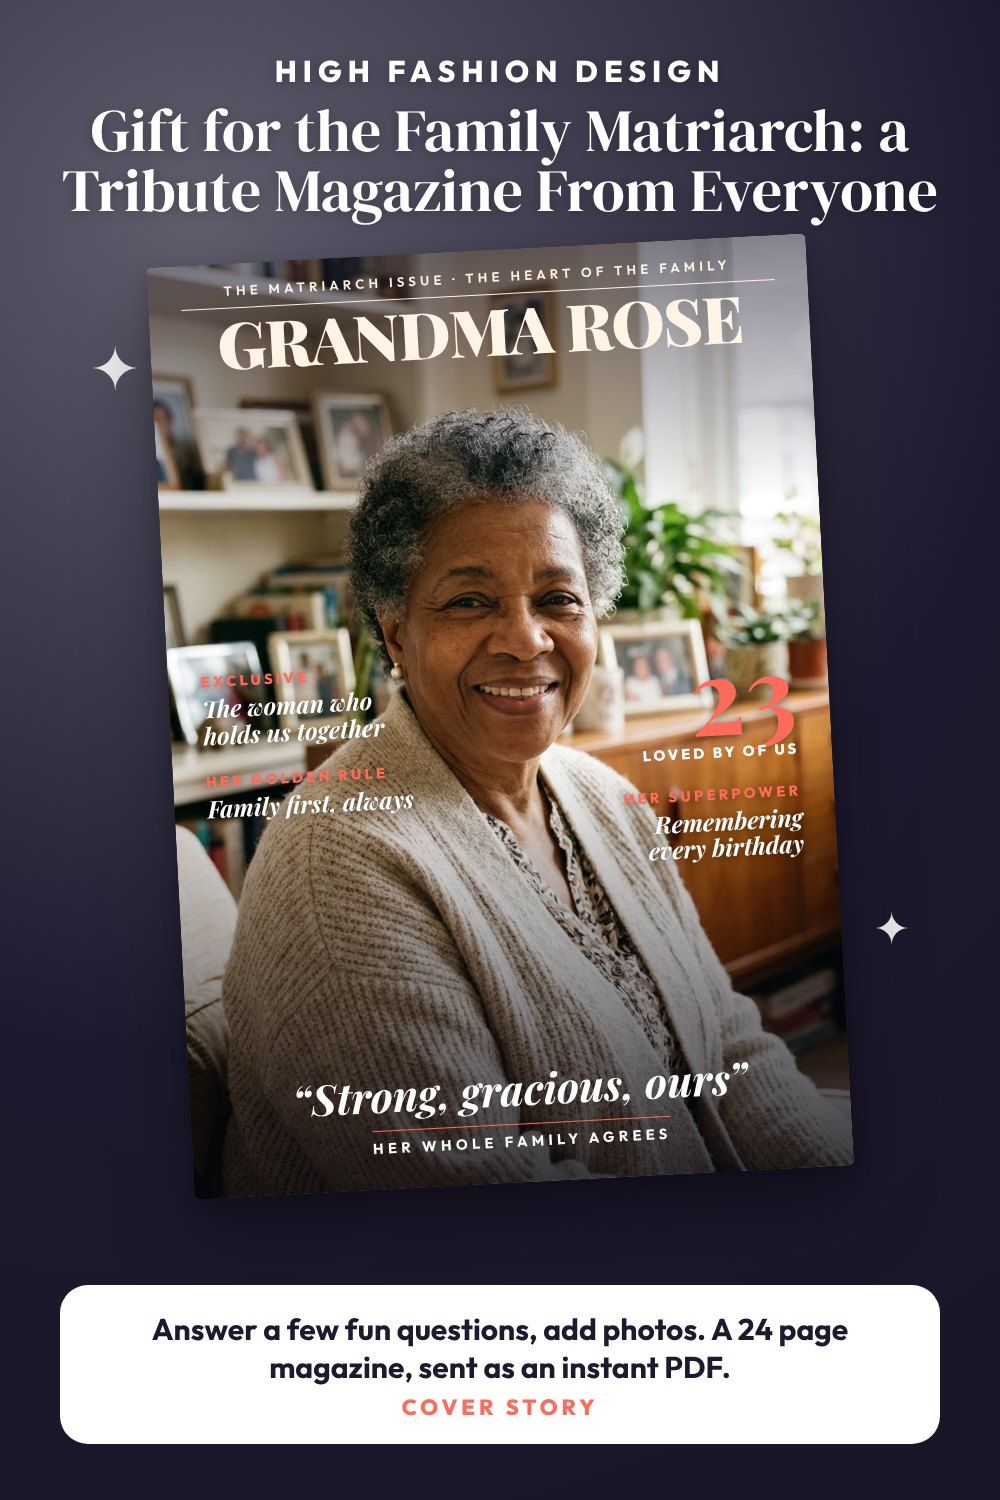 HIGH FASHION DESIGN
Gift for the Family Matriarch: a
Tribute Magazine From Everyone
THE MATRIARCH ISSUE · THE HEART OF THE FAMILY
GRANDMA ROSE
EXCLUSIVE
The woman who
holds us together
HER GOLDEN RULE
Family first, always
23
LOVED BY OF US
HER SUPERPOWER
Remembering
every birthday
“Strong, gracious, ours”
HER WHOLE FAMILY AGREES
Answer a few fun questions, add photos. A 24 page
magazine, sent as an instant PDF.
COVER STORY